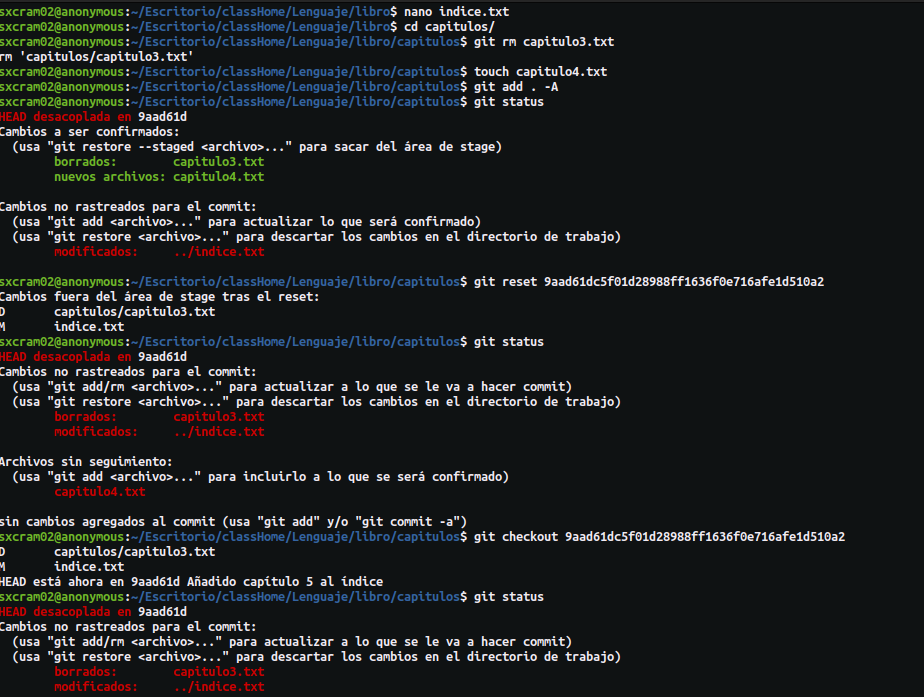 sxcram02@anonymous:~/Escritorio/classHome/Lenguaje/libro$ nano indice.txt
sxcram02@anonymous:~/Escritorio/classHome/Lenguaje/libro$ cd capitulos/
sxcram02@anonymous:~/Escritorio/classHome/Lenguaje/libro/capitulos$ git rm capitulo3.txt
rm 'capitulos/capitulo3.txt'
sxcram02@anonymous:~/Escritorio/classHome/Lenguaje/libro/capitulos$ touch capitulo4.txt
sxcram02@anonymous:~/Escritorio/classHome/Lenguaje/libro/capitulos$ git add . -A
sxcram02@anonymous:~/Escritorio/classHome/Lenguaje/libro/capitulos$ git status
HEAD desacoplada en 9aad61d
Cambios a ser confirmados:
  (usa "git restore --staged <archivo>..." para sacar del área de stage)
        borrados:        capitulo3.txt
        nuevos archivos: capitulo4.txt

Cambios no rastreados para el commit:
  (usa "git add <archivo>..." para actualizar lo que será confirmado)
  (usa "git restore <archivo>..." para descartar los cambios en el directorio de trabajo)
        modificados:     ../indice.txt

sxcram02@anonymous:~/Escritorio/classHome/Lenguaje/libro/capitulos$ git reset 9aad61dc5f01d28988ff1636f0e716afe1d510a2
Cambios fuera del área de stage tras el reset:
D       capitulos/capitulo3.txt
M       indice.txt
sxcram02@anonymous:~/Escritorio/classHome/Lenguaje/libro/capitulos$ git status
HEAD desacoplada en 9aad61d
Cambios no rastreados para el commit:
  (usa "git add/rm <archivo>..." para actualizar a lo que se le va a hacer commit)
  (usa "git restore <archivo>..." para descartar los cambios en el directorio de trabajo)
        borrados:        capitulo3.txt
        modificados:     ../indice.txt

Archivos sin seguimiento:
  (usa "git add <archivo>..." para incluirlo a lo que se será confirmado)
        capitulo4.txt

sin cambios agregados al commit (usa "git add" y/o "git commit -a")
sxcram02@anonymous:~/Escritorio/classHome/Lenguaje/libro/capitulos$ git checkout 9aad61dc5f01d28988ff1636f0e716afe1d510a2
D       capitulos/capitulo3.txt
M       indice.txt
HEAD está ahora en 9aad61d Añadido capitulo 5 al indice
sxcram02@anonymous:~/Escritorio/classHome/Lenguaje/libro/capitulos$ git status
HEAD desacoplada en 9aad61d
Cambios no rastreados para el commit:
  (usa "git add/rm <archivo>..." para actualizar a lo que se le va a hacer commit)
  (usa "git restore <archivo>..." para descartar los cambios en el directorio de trabajo)
        borrados:        capitulo3.txt
        modificados:     ../indice.txt